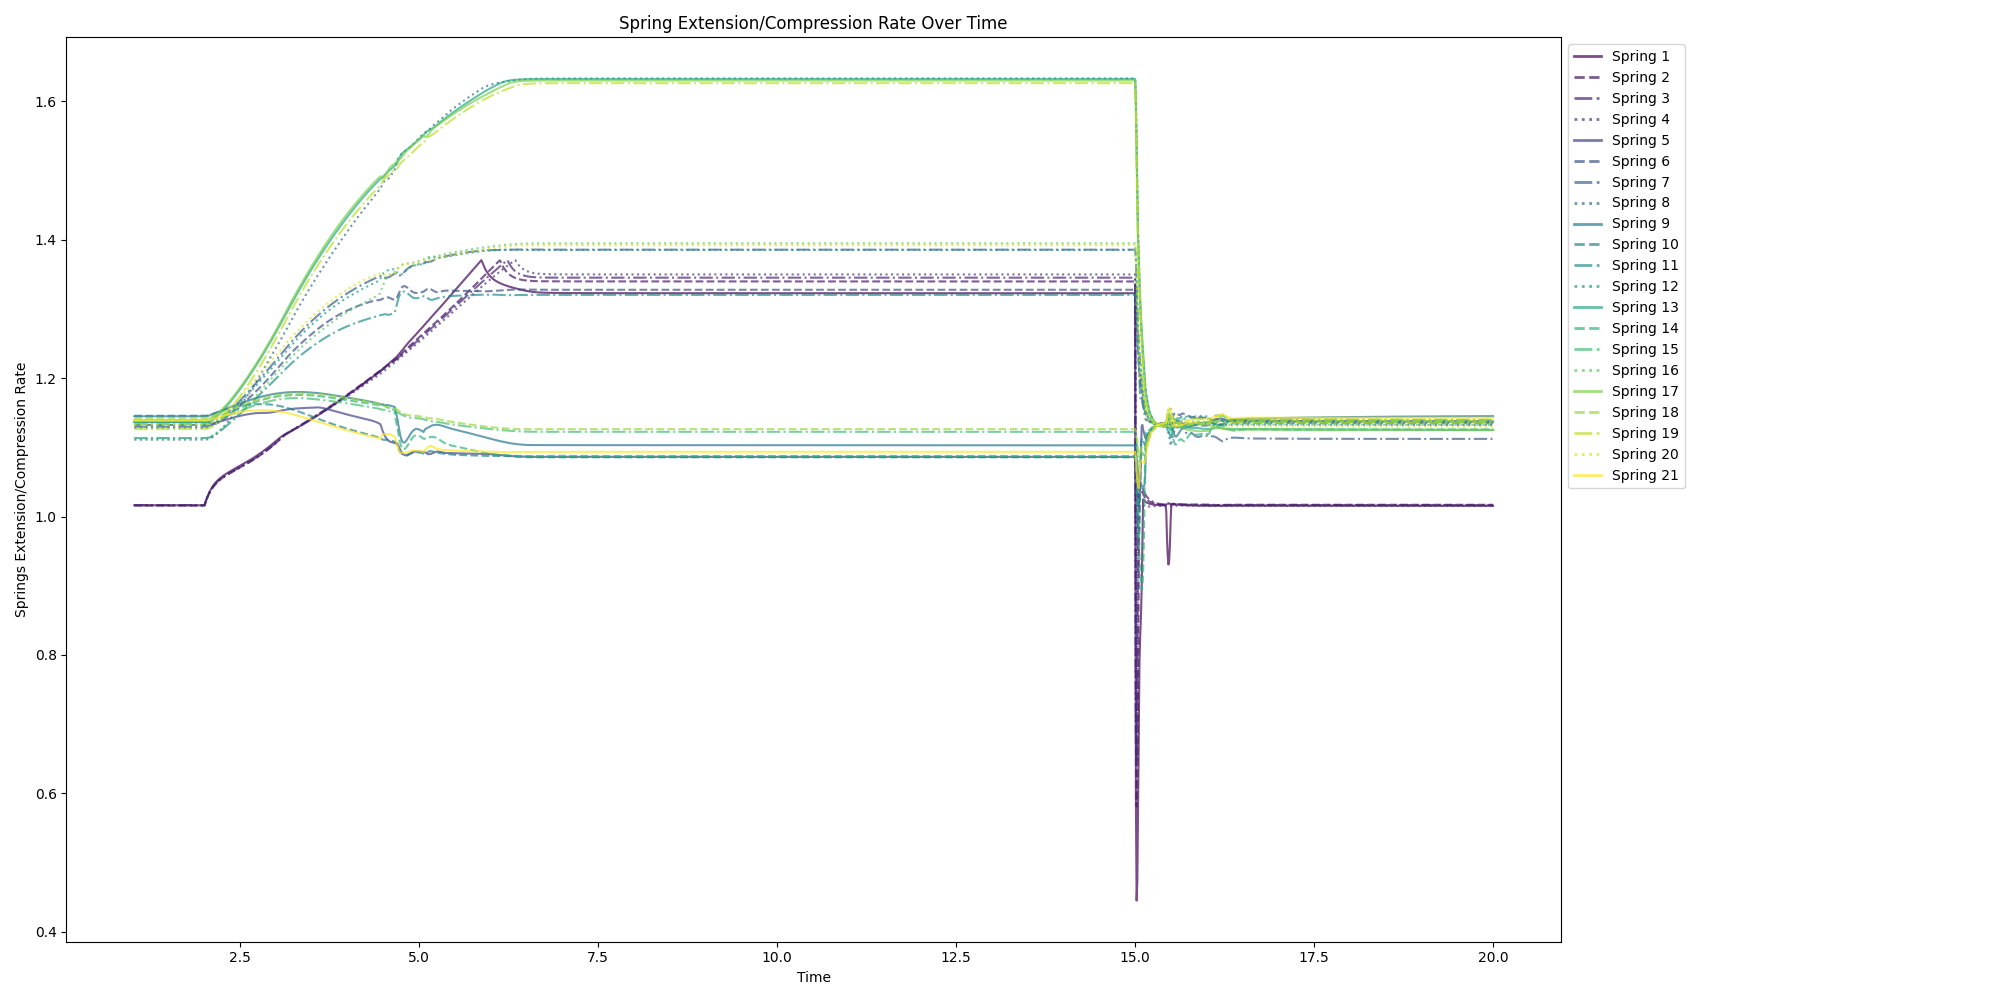 Spring Extension/Compression Rate Over Time
Springs Extension/Compression Rate
1.6
1.4
1.2
1.0
0.8
0.6
0.4
2.5
5.0
7.5
10.0
12.5
15.0
17.5
20.0
Time
Spring 1
Spring 2
Spring 3
Spring 4
Spring 5
Spring 6
Spring 7
Spring 8
Spring 9
Spring 10
Spring 11
Spring 12
Spring 13
Spring 14
Spring 15
Spring 16
Spring 17
Spring 18
Spring 19
Spring 20
Spring 21